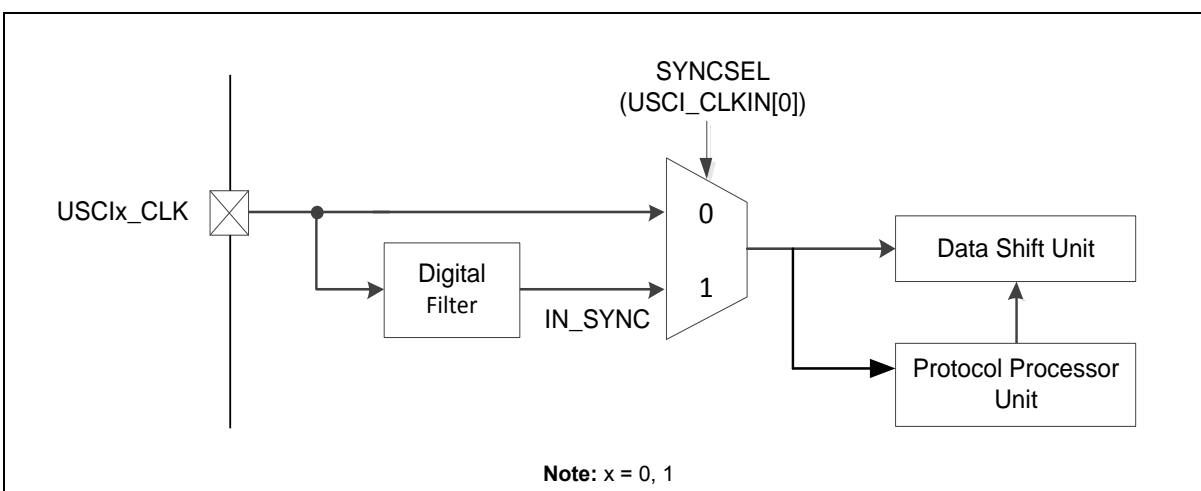 SYNCSEL
(USCI_CLKIN[0])
USCIx_CLK
0
Digital
Filter
1
IN_SYNC
Data Shift Unit
Protocol Processor
Unit
Note: x = 0, 1